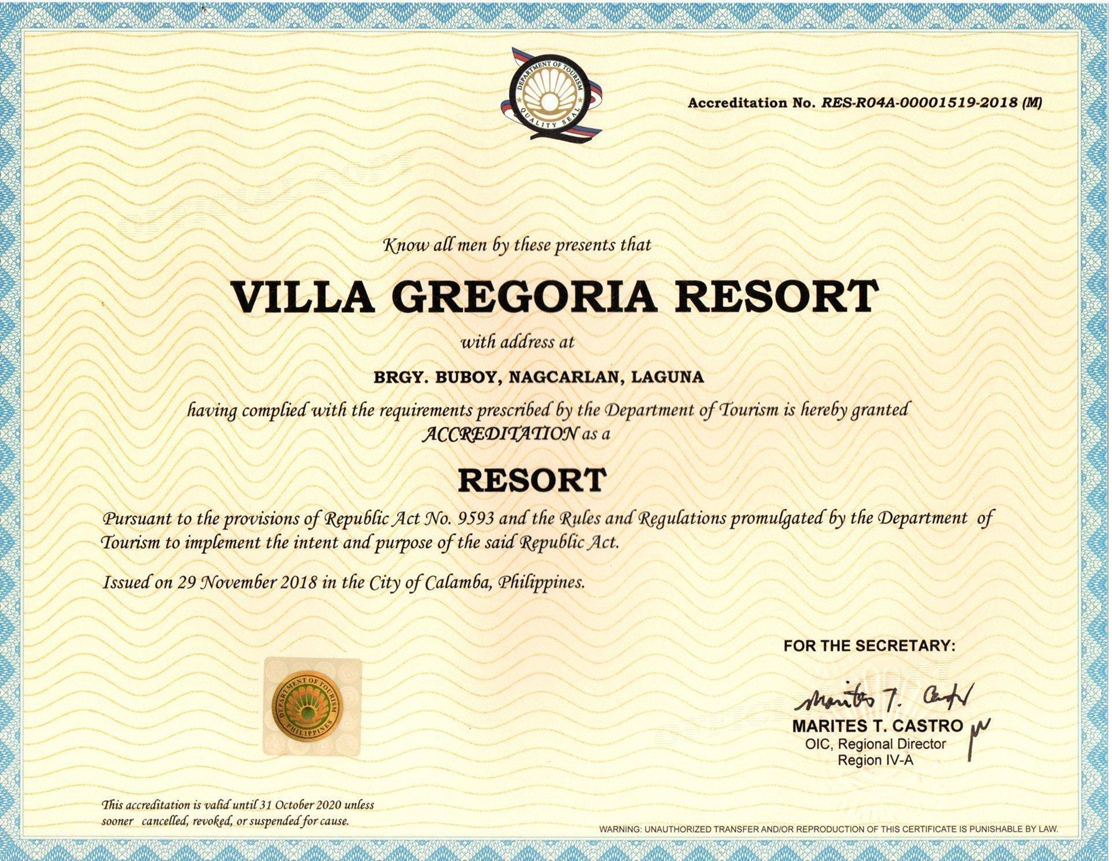 DEPARTMENT OF TOURISM
QUALITY SEAL
Accreditation No. RES-R04A-00001519-2018 (M)
Know all men by these presents that
VILLA GREGORIA RESORT
with address at
BRGY. BUBOY, NAGCARLAN, LAGUNA
having complied with the requirements prescribed by the Department of Tourism is hereby granted
ACCREDITATION as a
RESORT
Pursuant to the provisions of Republic Act No. 9593 and the Rules and Regulations promulgated by the Department of
Tourism to implement the intent and purpose of the said Republic Act.
Issued on 29 November 2018 in the City of Calamba, Philippines.
FOR THE SECRETARY:
Marites T. Castro
MARITES T. CASTRO
OIC, Regional Director
Region IV-A
DEPARTMENT OF TOURISM
PHILIPPINES
This accreditation is valid until 31 October 2020 unless
sooner cancelled, revoked, or suspended for cause.
WARNING: UNAUTHORIZED TRANSFER AND/OR REPRODUCTION OF THIS CERTIFICATE IS PUNISHABLE BY LAW.